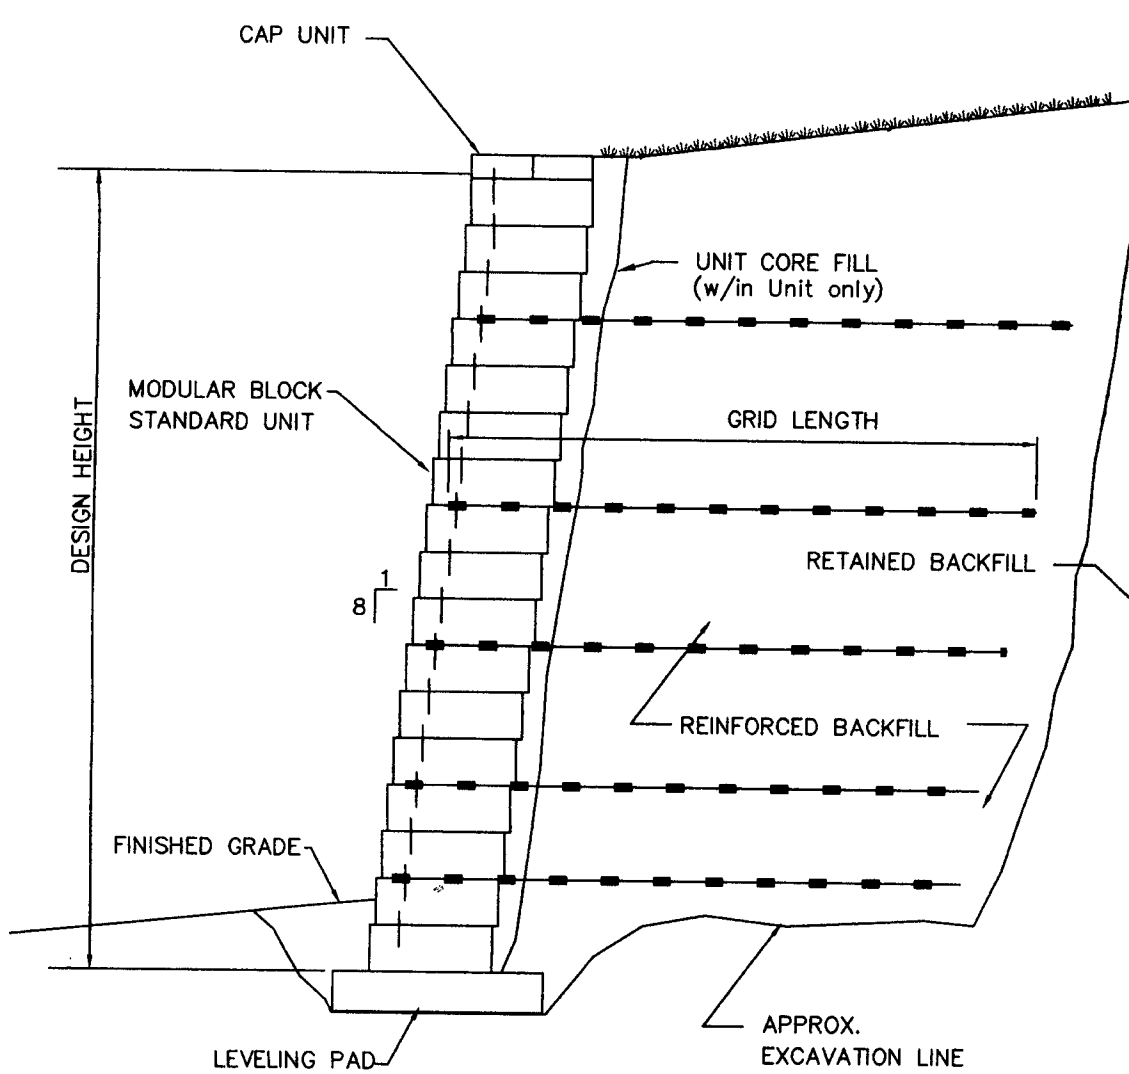 CAP UNIT
UNIT CORE FILL
(w/in Unit only)
MODULAR BLOCK
STANDARD UNIT
GRID LENGTH
DESIGN HEIGHT
RETAINED BACKFILL
1
8
REINFORCED BACKFILL
FINISHED GRADE
APPROX.
EXCAVATION LINE
LEVELING PAD